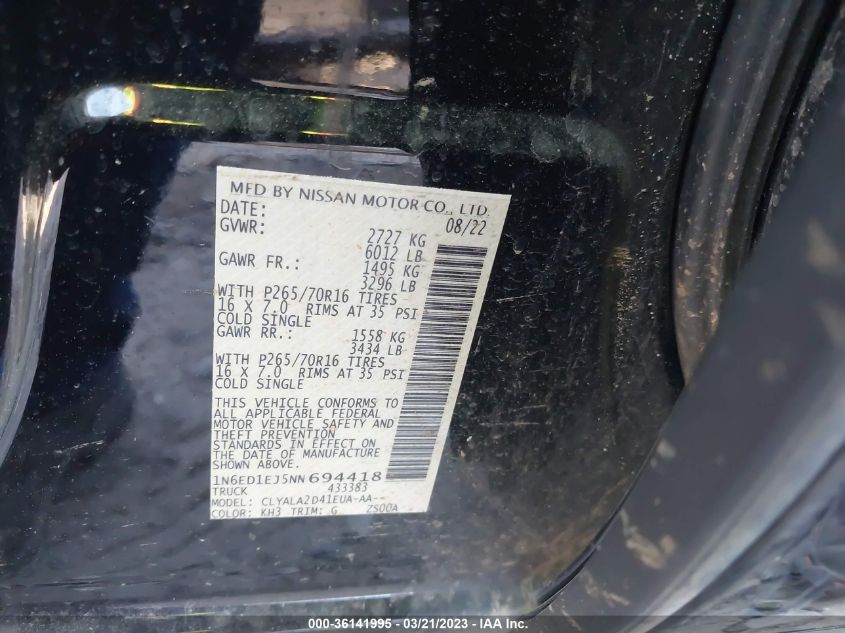 MFD BY NISSAN MOTOR CO., LTD.
DATE: 08/22
GVWR: 2727 KG
6012 LB
GAWR FR.: 1495 KG
3296 LB
WITH P265/70R16 TIRES
16 X 7.0 RIMS AT 35 PSI
COLD SINGLE
GAWR RR.: 1558 KG
3434 LB
WITH P265/70R16 TIRES
16 X 7.0 RIMS AT 35 PSI
COLD SINGLE
THIS VEHICLE CONFORMS TO
ALL APPLICABLE FEDERAL
MOTOR VEHICLE SAFETY AND
THEFT PREVENTION
STANDARDS IN EFFECT ON
THE DATE OF MANUFACTURE
SHOWN ABOVE.
1N6ED1EJ5NN694418
TRUCK 433383
MODEL: CLYALA2D41EUA-AA--
COLOR: KH3 TRIM: G ZS00A
000-36141995 / 03/21/2023 - IAA Inc.